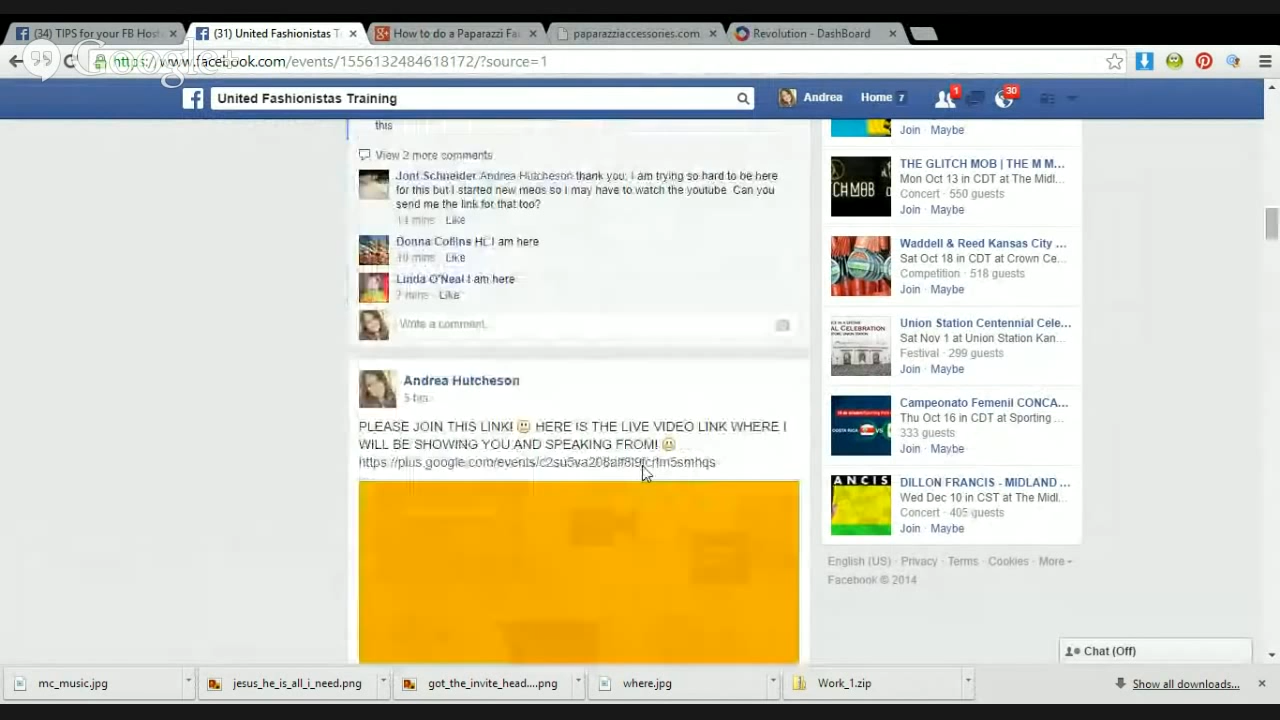 (34) TIPS for your FB Host
(31) United Fashionistas T
How to do a Paparazzi Fa
paparazziaccessories.com
Revolution - DashBoard
Google+
https://www.facebook.com/events/1556132484618172/?source=1
United Fashionistas Training
Andrea
Home 7
1
30
this
View 2 more comments
Joni Schneider Andrea Hutcheson thank you, I am trying so hard to be here
for this but I started new meds so I may have to watch the youtube. Can you
send me the link for that too?
Like
Donna Collins Hi, I am here
Like
Linda O'Neal I am here
Like
Write a comment...
Andrea Hutcheson
5 hrs
PLEASE JOIN THIS LINK! HERE IS THE LIVE VIDEO LINK WHERE I
WILL BE SHOWING YOU AND SPEAKING FROM!
Join · Maybe
THE GLITCH MOB | THE M M...
Mon Oct 13 in CDT at The Midl...
Concert · 550 guests
Join · Maybe
Waddell & Reed Kansas City ...
Sat Oct 18 in CDT at Crown Ce...
Competition · 518 guests
Join · Maybe
Union Station Centennial Cele...
Sat Nov 1 at Union Station Kan...
Festival · 299 guests
Join · Maybe
Campeonato Femenil CONCA...
Thu Oct 16 in CDT at Sporting ...
333 guests
Join · Maybe
DILLON FRANCIS - MIDLAND ...
Wed Dec 10 in CST at The Midl...
Concert · 405 guests
Join · Maybe
English (US) · Privacy · Terms · Cookies · More
Facebook © 2014
Chat (Off)
mc_music.jpg
jesus_he_is_all_i_need.png
got_the_invite_head....png
where.jpg
Work_1.zip
Show all downloads...